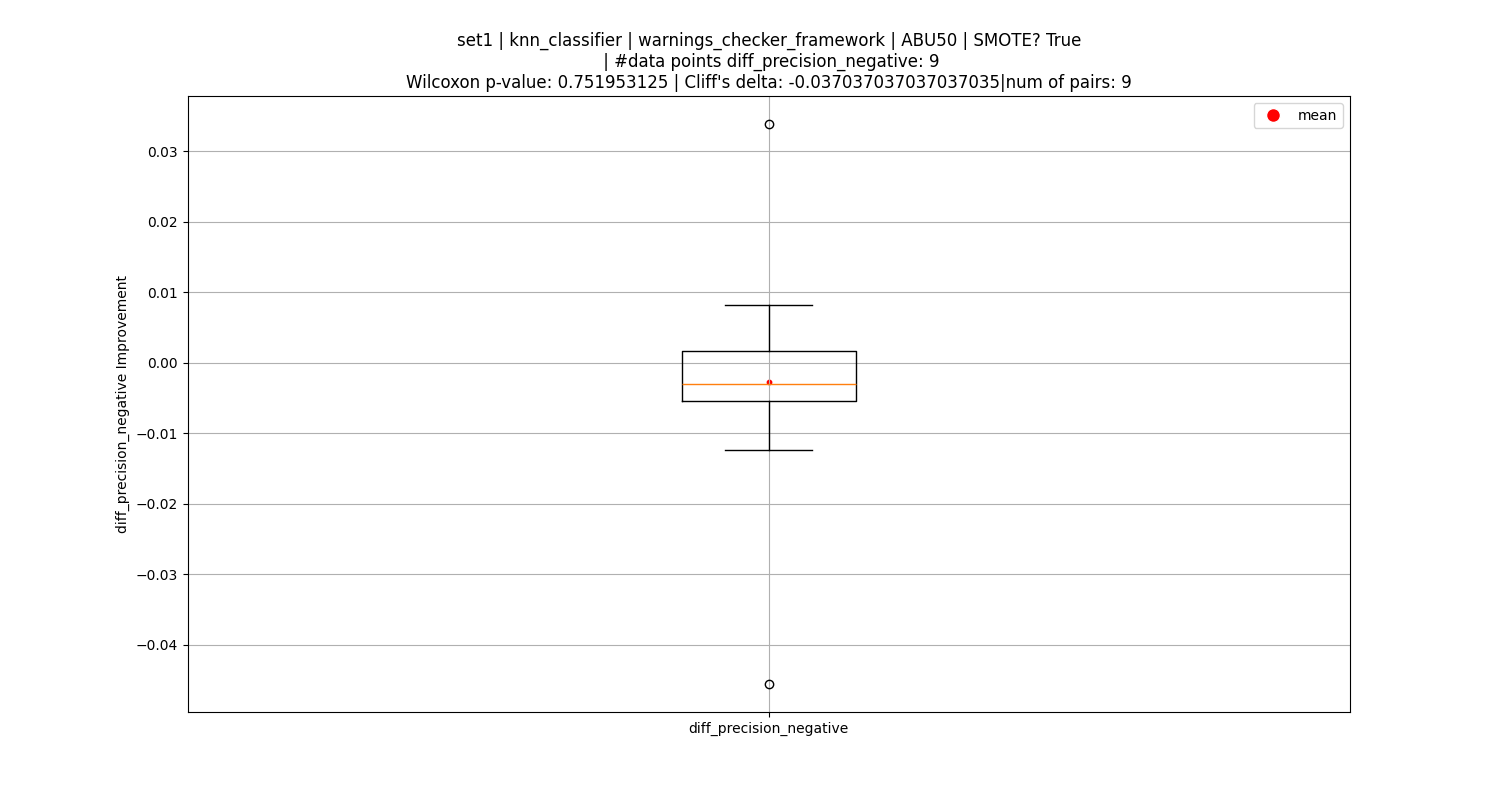 set1 | knn_classifier | warnings_checker_framework | ABU50 | SMOTE? True
| #data points diff_precision_negative: 9
Wilcoxon p-value: 0.751953125 | Cliff's delta: -0.037037037037037035|num of pairs: 9
mean
0.03
0.02
0.01
0.00
−0.01
−0.02
−0.03
−0.04
diff_precision_negative Improvement
diff_precision_negative